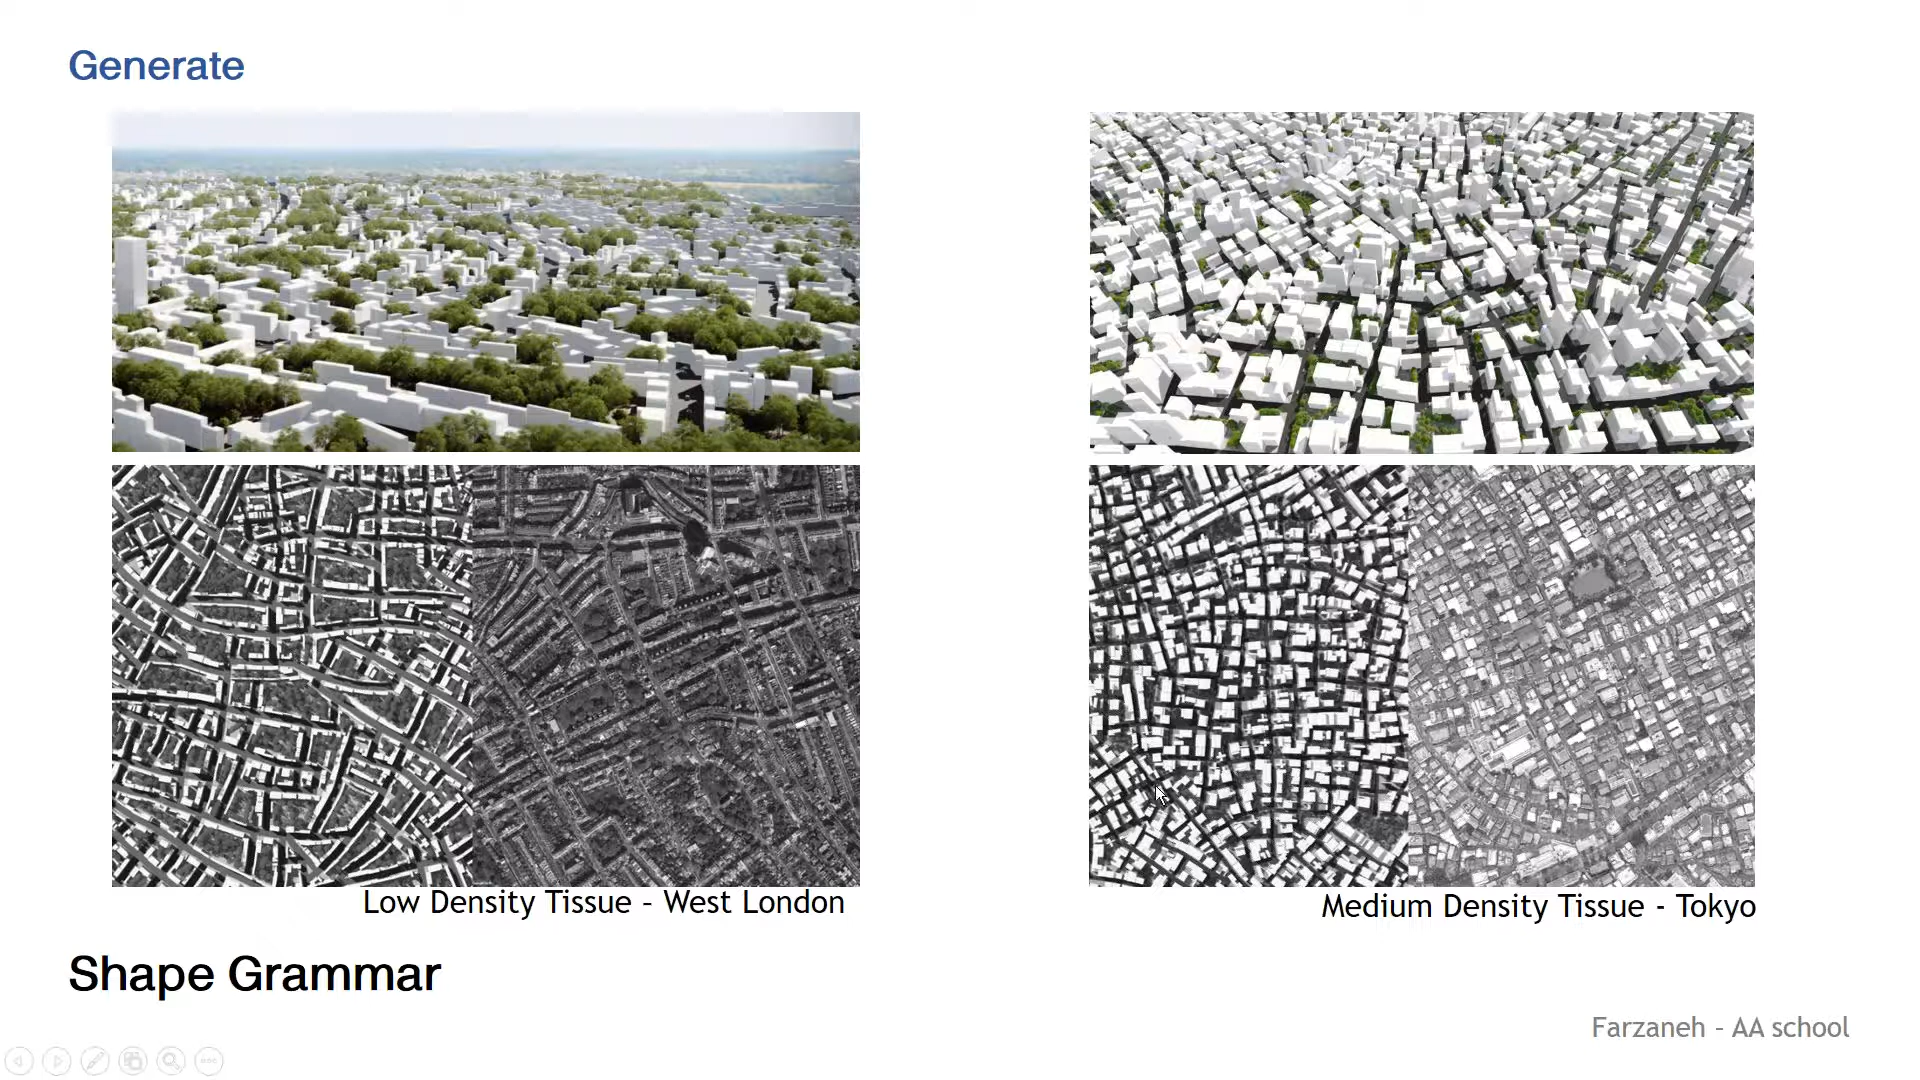 Generate
Low Density Tissue – West London
Medium Density Tissue - Tokyo
Shape Grammar
Farzaneh – AA school